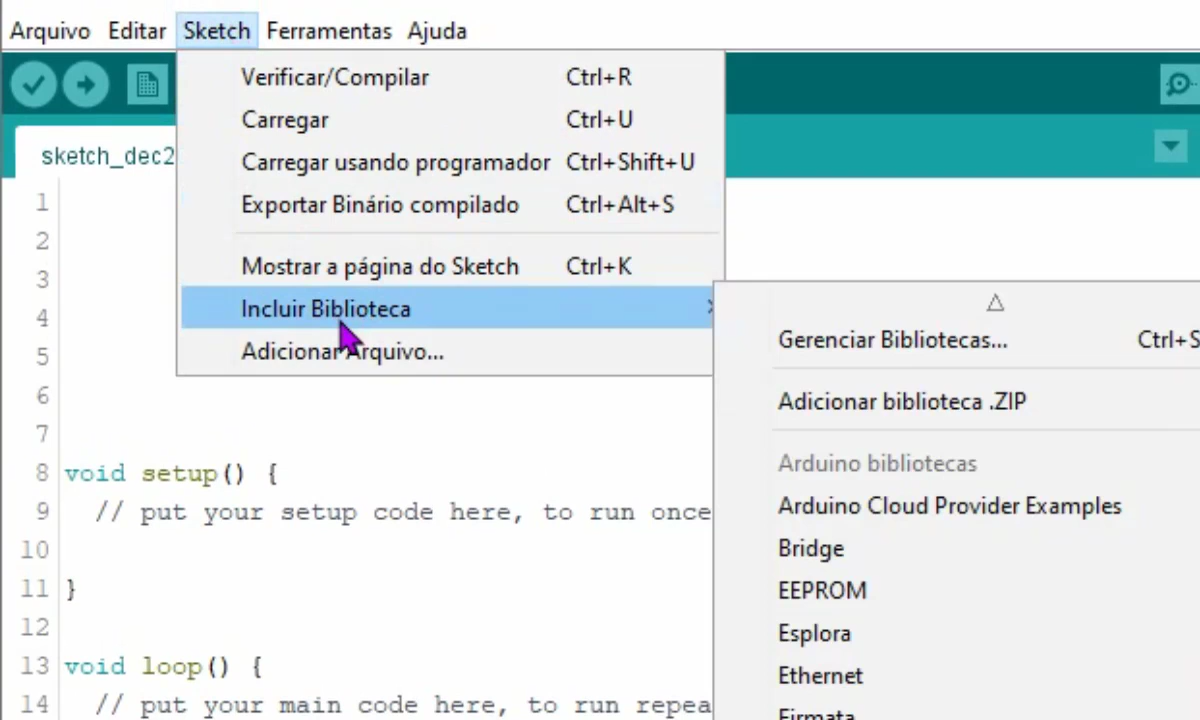 Arquivo Editar Sketch Ferramentas Ajuda
Verificar/Compilar Ctrl+R
Carregar Ctrl+U
Carregar usando programador Ctrl+Shift+U
Exportar Binário compilado Ctrl+Alt+S
Mostrar a página do Sketch Ctrl+K
Incluir Biblioteca
Adicionar Arquivo...
Gerenciar Bibliotecas... Ctrl+S
Adicionar biblioteca .ZIP
Arduino bibliotecas
Arduino Cloud Provider Examples
Bridge
EEPROM
Esplora
Ethernet
Firmata
sketch_dec2
1
2
3
4
5
6
7
8 void setup() {
9 // put your setup code here, to run once
10
11 }
12
13 void loop() {
14 // put your main code here, to run repea